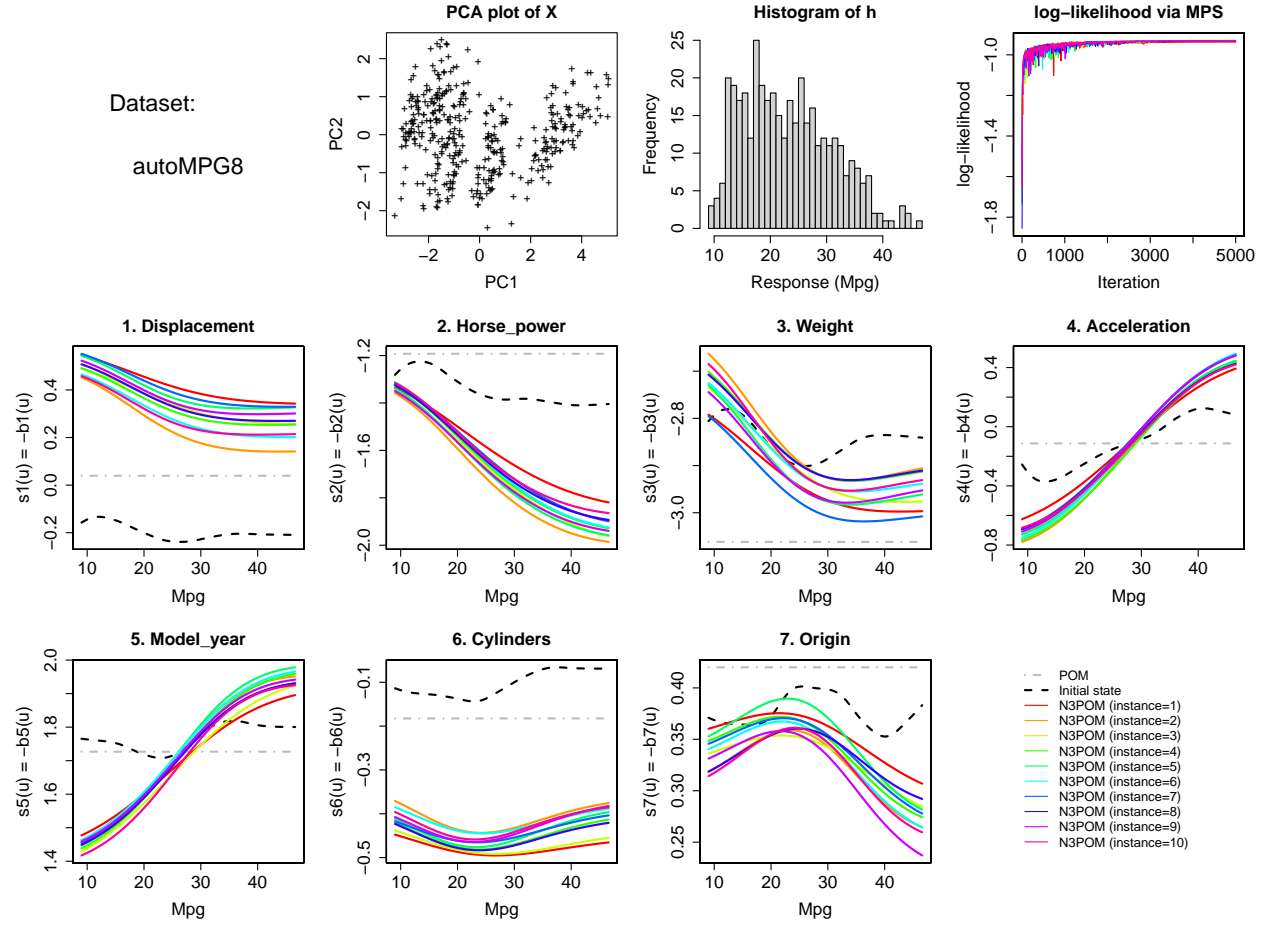 Dataset:
autoMPG8
PCA plot of X
PC2
−2 −1 0 1 2
−2 0 2 4
PC1
Histogram of h
Frequency
0 5 10 15 20 25
10 20 30 40
Response (Mpg)
log−likelihood via MPS
log−likelihood
−1.8 −1.4 −1.0
0 1000 3000 5000
Iteration
1. Displacement
s1(u) = −b1(u)
−0.2 0.0 0.2 0.4
10 20 30 40
Mpg
2. Horse_power
s2(u) = −b2(u)
−2.0 −1.6 −1.2
10 20 30 40
Mpg
3. Weight
s3(u) = −b3(u)
−3.0 −2.8
10 20 30 40
Mpg
4. Acceleration
s4(u) = −b4(u)
−0.8 −0.4 0.0 0.4
10 20 30 40
Mpg
5. Model_year
s5(u) = −b5(u)
1.4 1.6 1.8 2.0
10 20 30 40
Mpg
6. Cylinders
s6(u) = −b6(u)
−0.5 −0.3 −0.1
10 20 30 40
Mpg
7. Origin
s7(u) = −b7(u)
0.25 0.30 0.35 0.40
10 20 30 40
Mpg
POM
Initial state
N3POM (instance=1)
N3POM (instance=2)
N3POM (instance=3)
N3POM (instance=4)
N3POM (instance=5)
N3POM (instance=6)
N3POM (instance=7)
N3POM (instance=8)
N3POM (instance=9)
N3POM (instance=10)